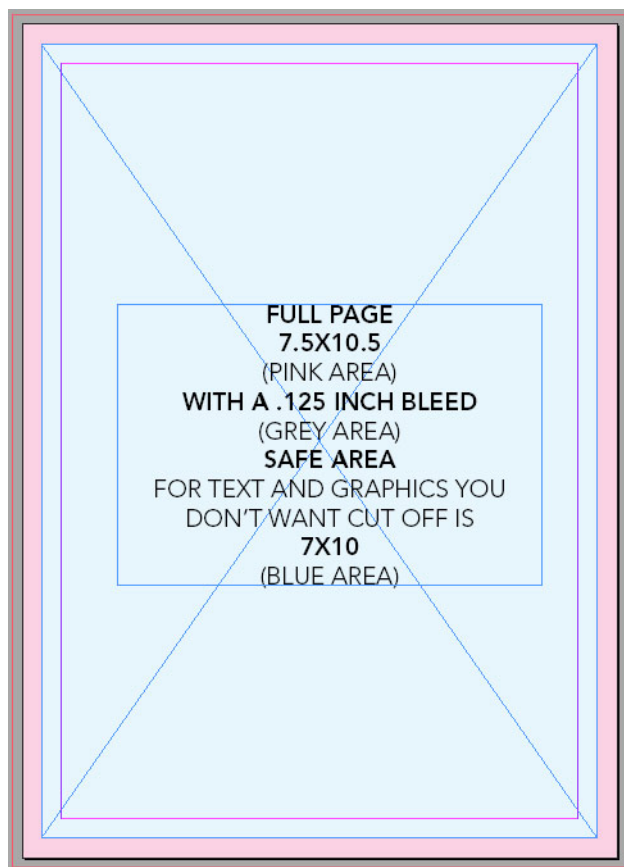 FULL PAGE
7.5X10.5
(PINK AREA)
WITH A .125 INCH BLEED
(GREY AREA)
SAFE AREA
FOR TEXT AND GRAPHICS YOU
DON'T WANT CUT OFF IS
7X10
(BLUE AREA)